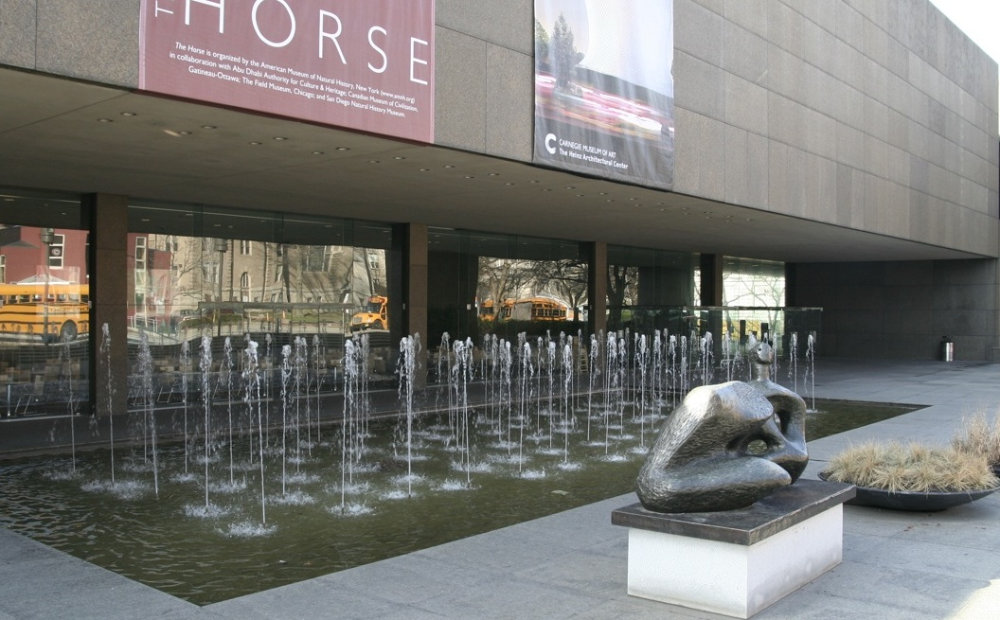 THE HORSE
The Horse is organized by the American Museum of Natural History, New York (www.amnh.org)
in collaboration with Abu Dhabi Authority for Culture & Heritage; Canadian Museum of Civilization,
Gatineau-Ottawa; The Field Museum, Chicago; and San Diego Natural History Museum.
C CARNEGIE MUSEUM OF ART
The Heinz Architectural Center